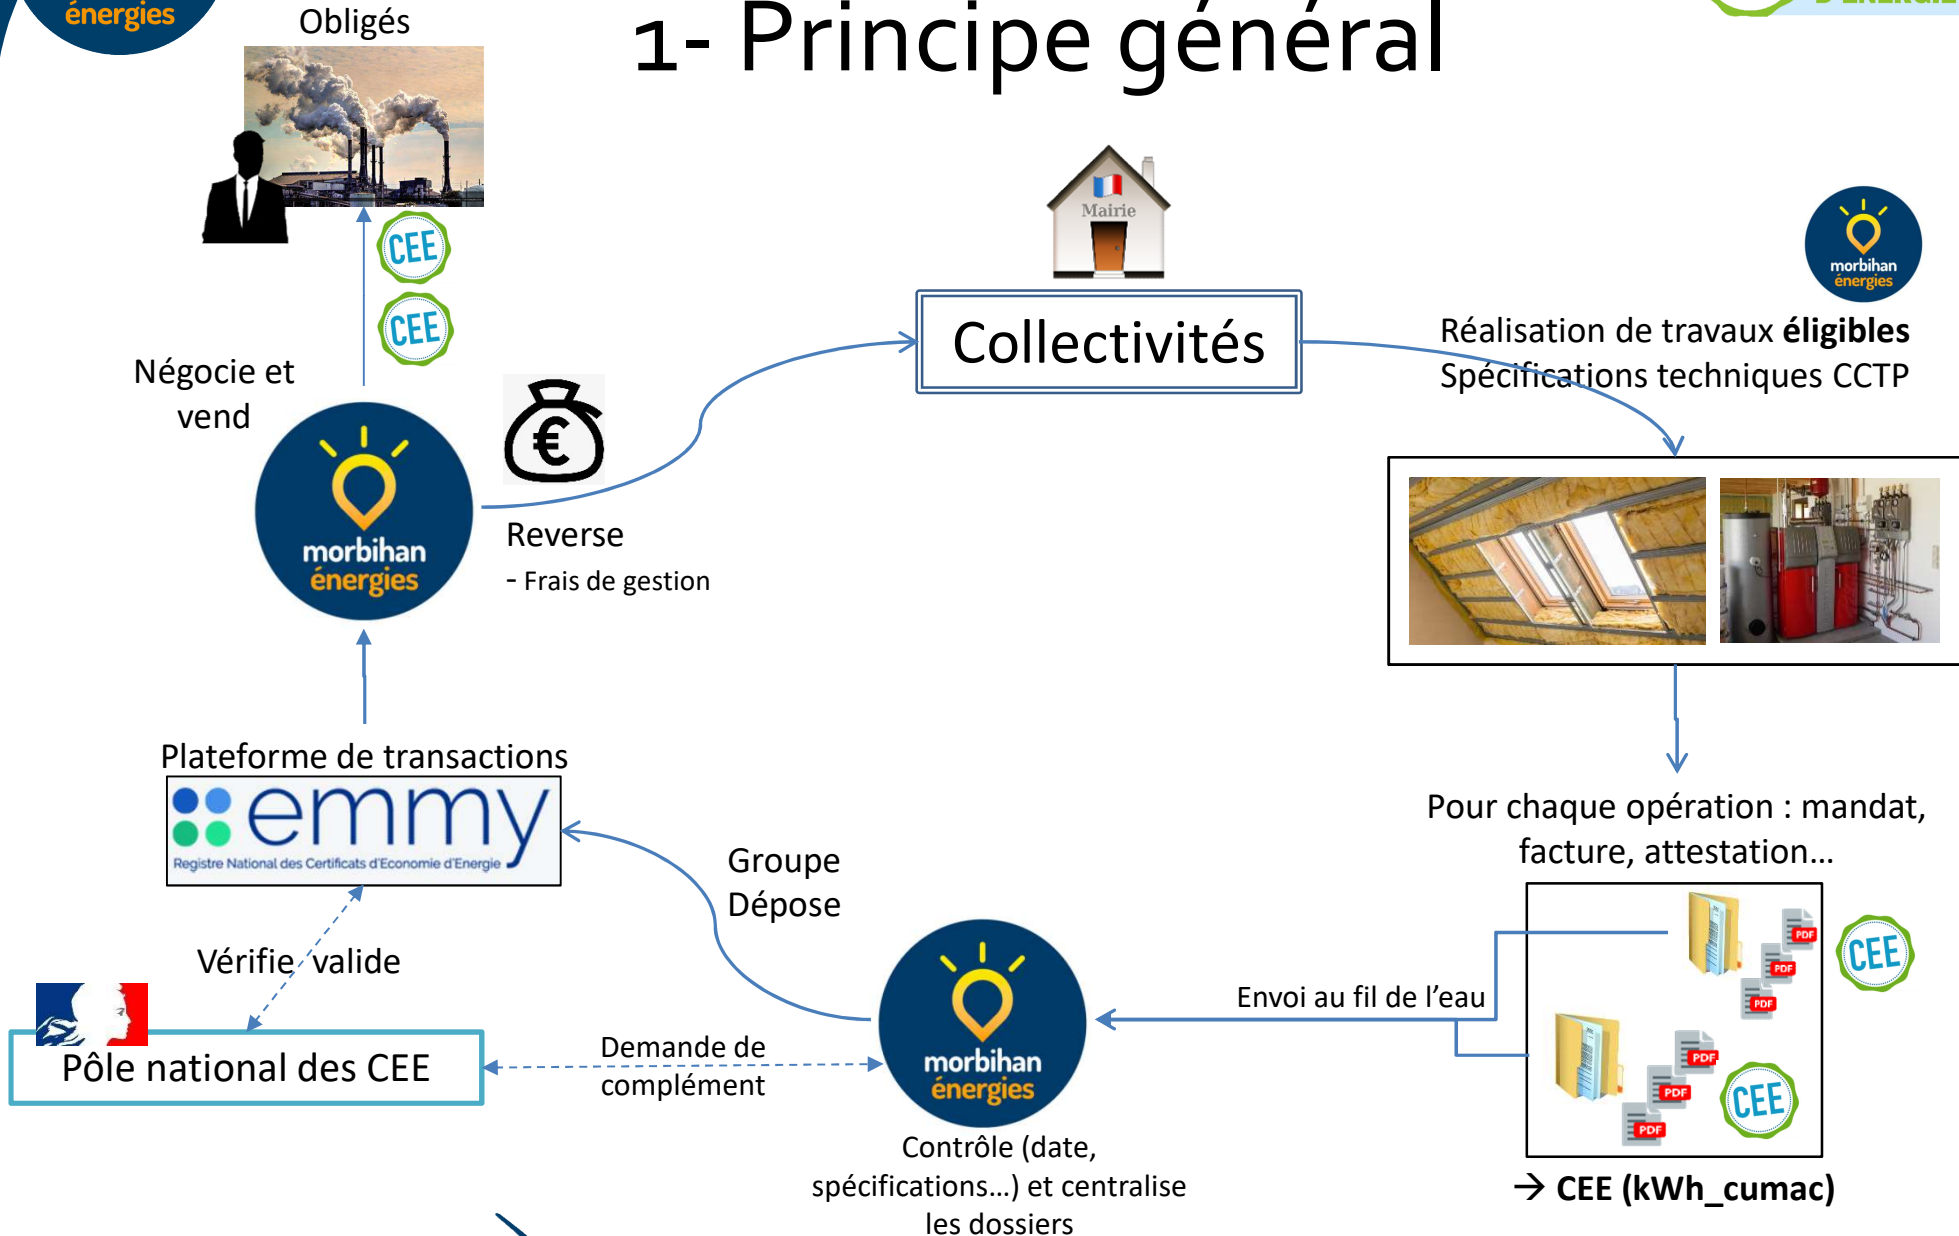 énergies
Obligés
1- Principe général
D'ÉNERGIE
CEE
CEE
Mairie
morbihan
énergies
Négocie et
vend
Collectivités
Réalisation de travaux éligibles
Spécifications techniques CCTP
€
morbihan
énergies
Reverse
- Frais de gestion
Plateforme de transactions
emmy
Registre National des Certificats d'Economie d'Energie
Pour chaque opération : mandat,
facture, attestation...
Groupe
Dépose
Vérifie, valide
PDF
PDF
PDF
CEE
Envoi au fil de l'eau
Pôle national des CEE
Demande de
complément
morbihan
énergies
PDF
PDF
PDF
CEE
Contrôle (date,
spécifications...) et centralise
les dossiers
→ CEE (kWh_cumac)